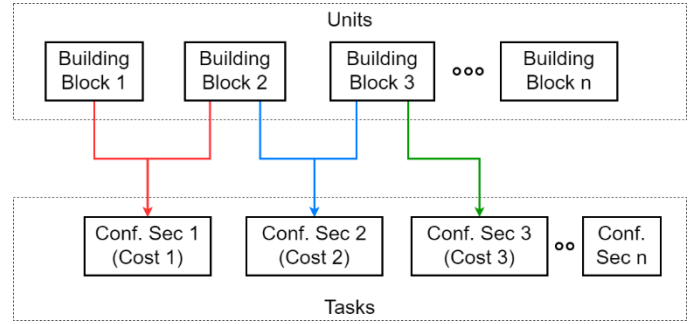 Units
Building
Block 1
Building
Block 2
Building
Block 3
Building
Block n
Conf. Sec 1
(Cost 1)
Conf. Sec 2
(Cost 2)
Conf. Sec 3
(Cost 3)
Conf.
Sec n
Tasks